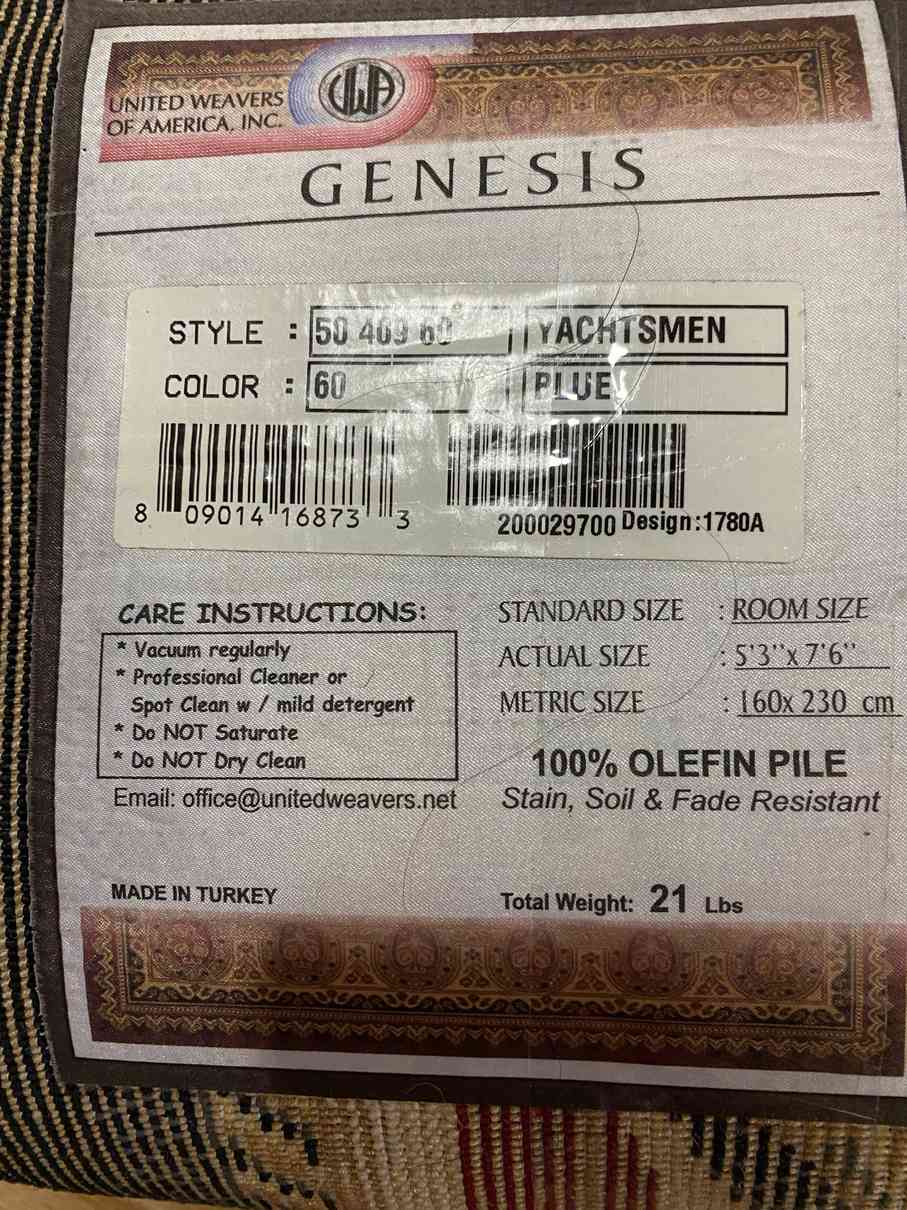 UWA
UNITED WEAVERS
OF AMERICA, INC.
GENESIS
STYLE : 50 409 60 YACHTSMEN
COLOR : 60 BLUE
8 09014 16873 3
200029700 Design:1780A
CARE INSTRUCTIONS:
* Vacuum regularly
* Professional Cleaner or
Spot Clean w / mild detergent
* Do NOT Saturate
* Do NOT Dry Clean
Email: office@unitedweavers.net
STANDARD SIZE : ROOM SIZE
ACTUAL SIZE : 5'3''x 7'6''
METRIC SIZE : 160x 230 cm
100% OLEFIN PILE
Stain, Soil & Fade Resistant
MADE IN TURKEY
Total Weight: 21 Lbs